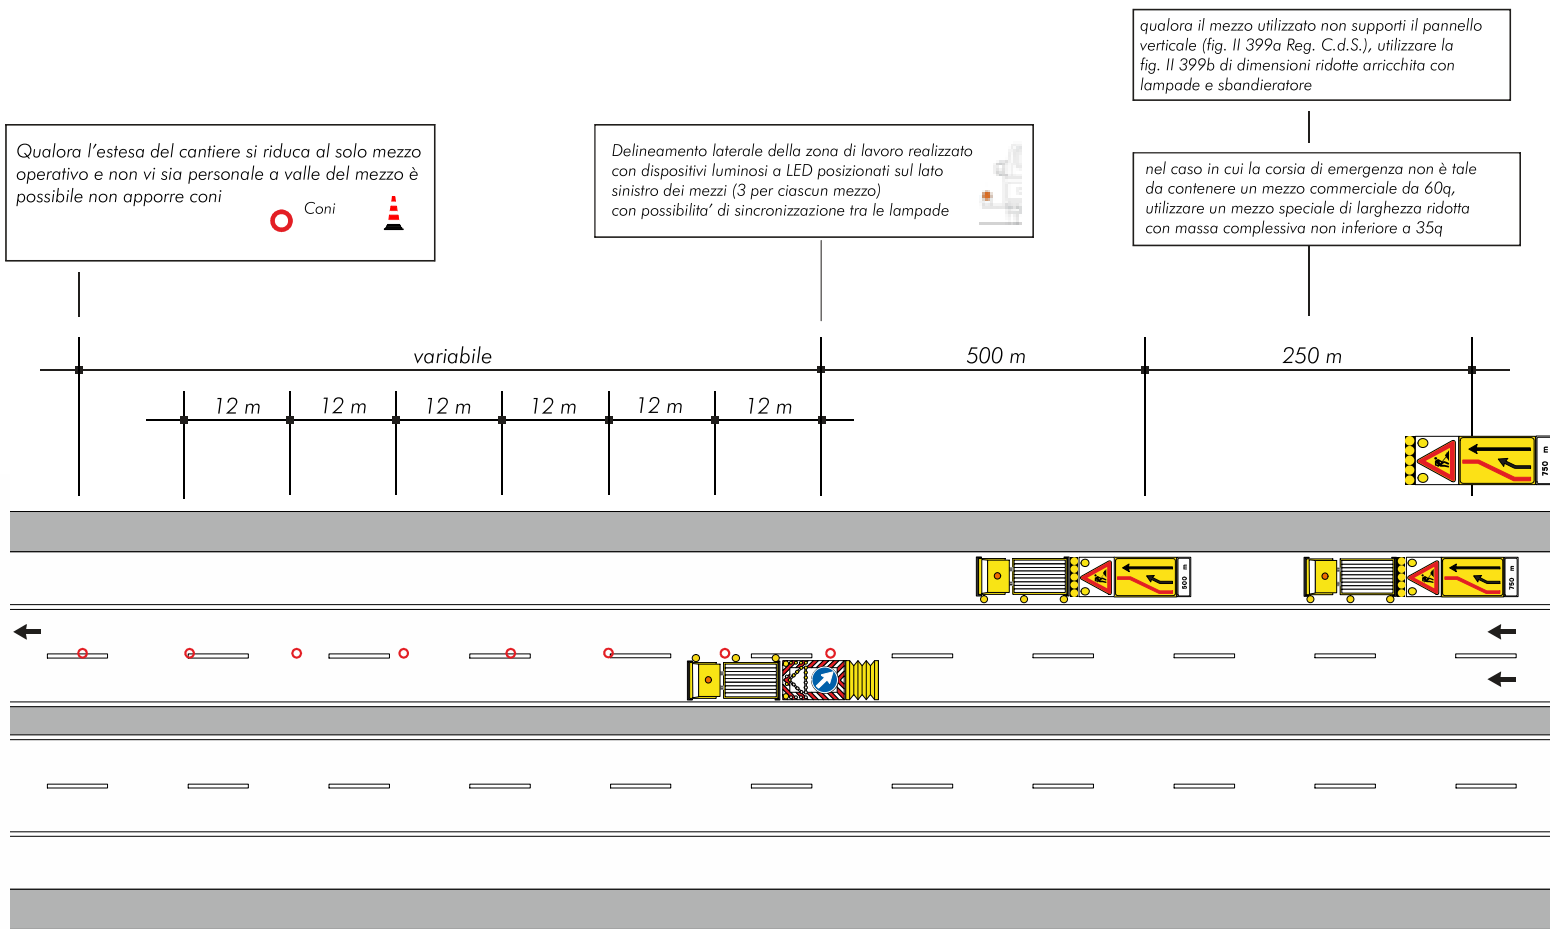 qualora il mezzo utilizzato non supporti il pannello
verticale (fig. II 399a Reg. C.d.S.), utilizzare la
fig. II 399b di dimensioni ridotte arricchita con
lampade e sbandieratore
Qualora l'estesa del cantiere si riduca al solo mezzo
operativo e non vi sia personale a valle del mezzo è
possibile non apporre coni
Coni
Delineamento laterale della zona di lavoro realizzato
con dispositivi luminosi a LED posizionati sul lato
sinistro dei mezzi (3 per ciascun mezzo)
con possibilita' di sincronizzazione tra le lampade
nel caso in cui la corsia di emergenza non è tale
da contenere un mezzo commerciale da 60q,
utilizzare un mezzo speciale di larghezza ridotta
con massa complessiva non inferiore a 35q
variabile
500 m
250 m
12 m
12 m
12 m
12 m
12 m
12 m
750 m
500 m
750 m